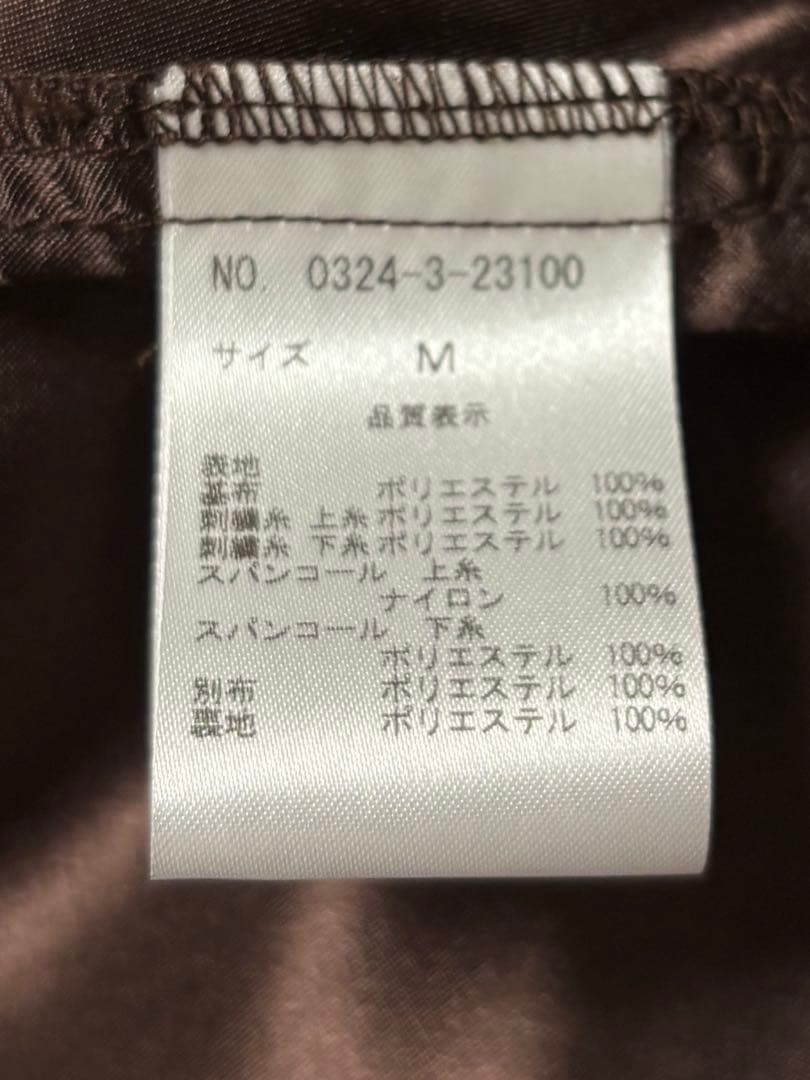 NO. 0324-3-23100
サイズ M
品質表示
表地
基布 ポリエステル 100%
刺繍糸 上糸 ポリエステル 100%
刺繍糸 下糸 ポリエステル 100%
スパンコール 上糸
ナイロン 100%
スパンコール 下糸
ポリエステル 100%
別布 ポリエステル 100%
裏地 ポリエステル 100%